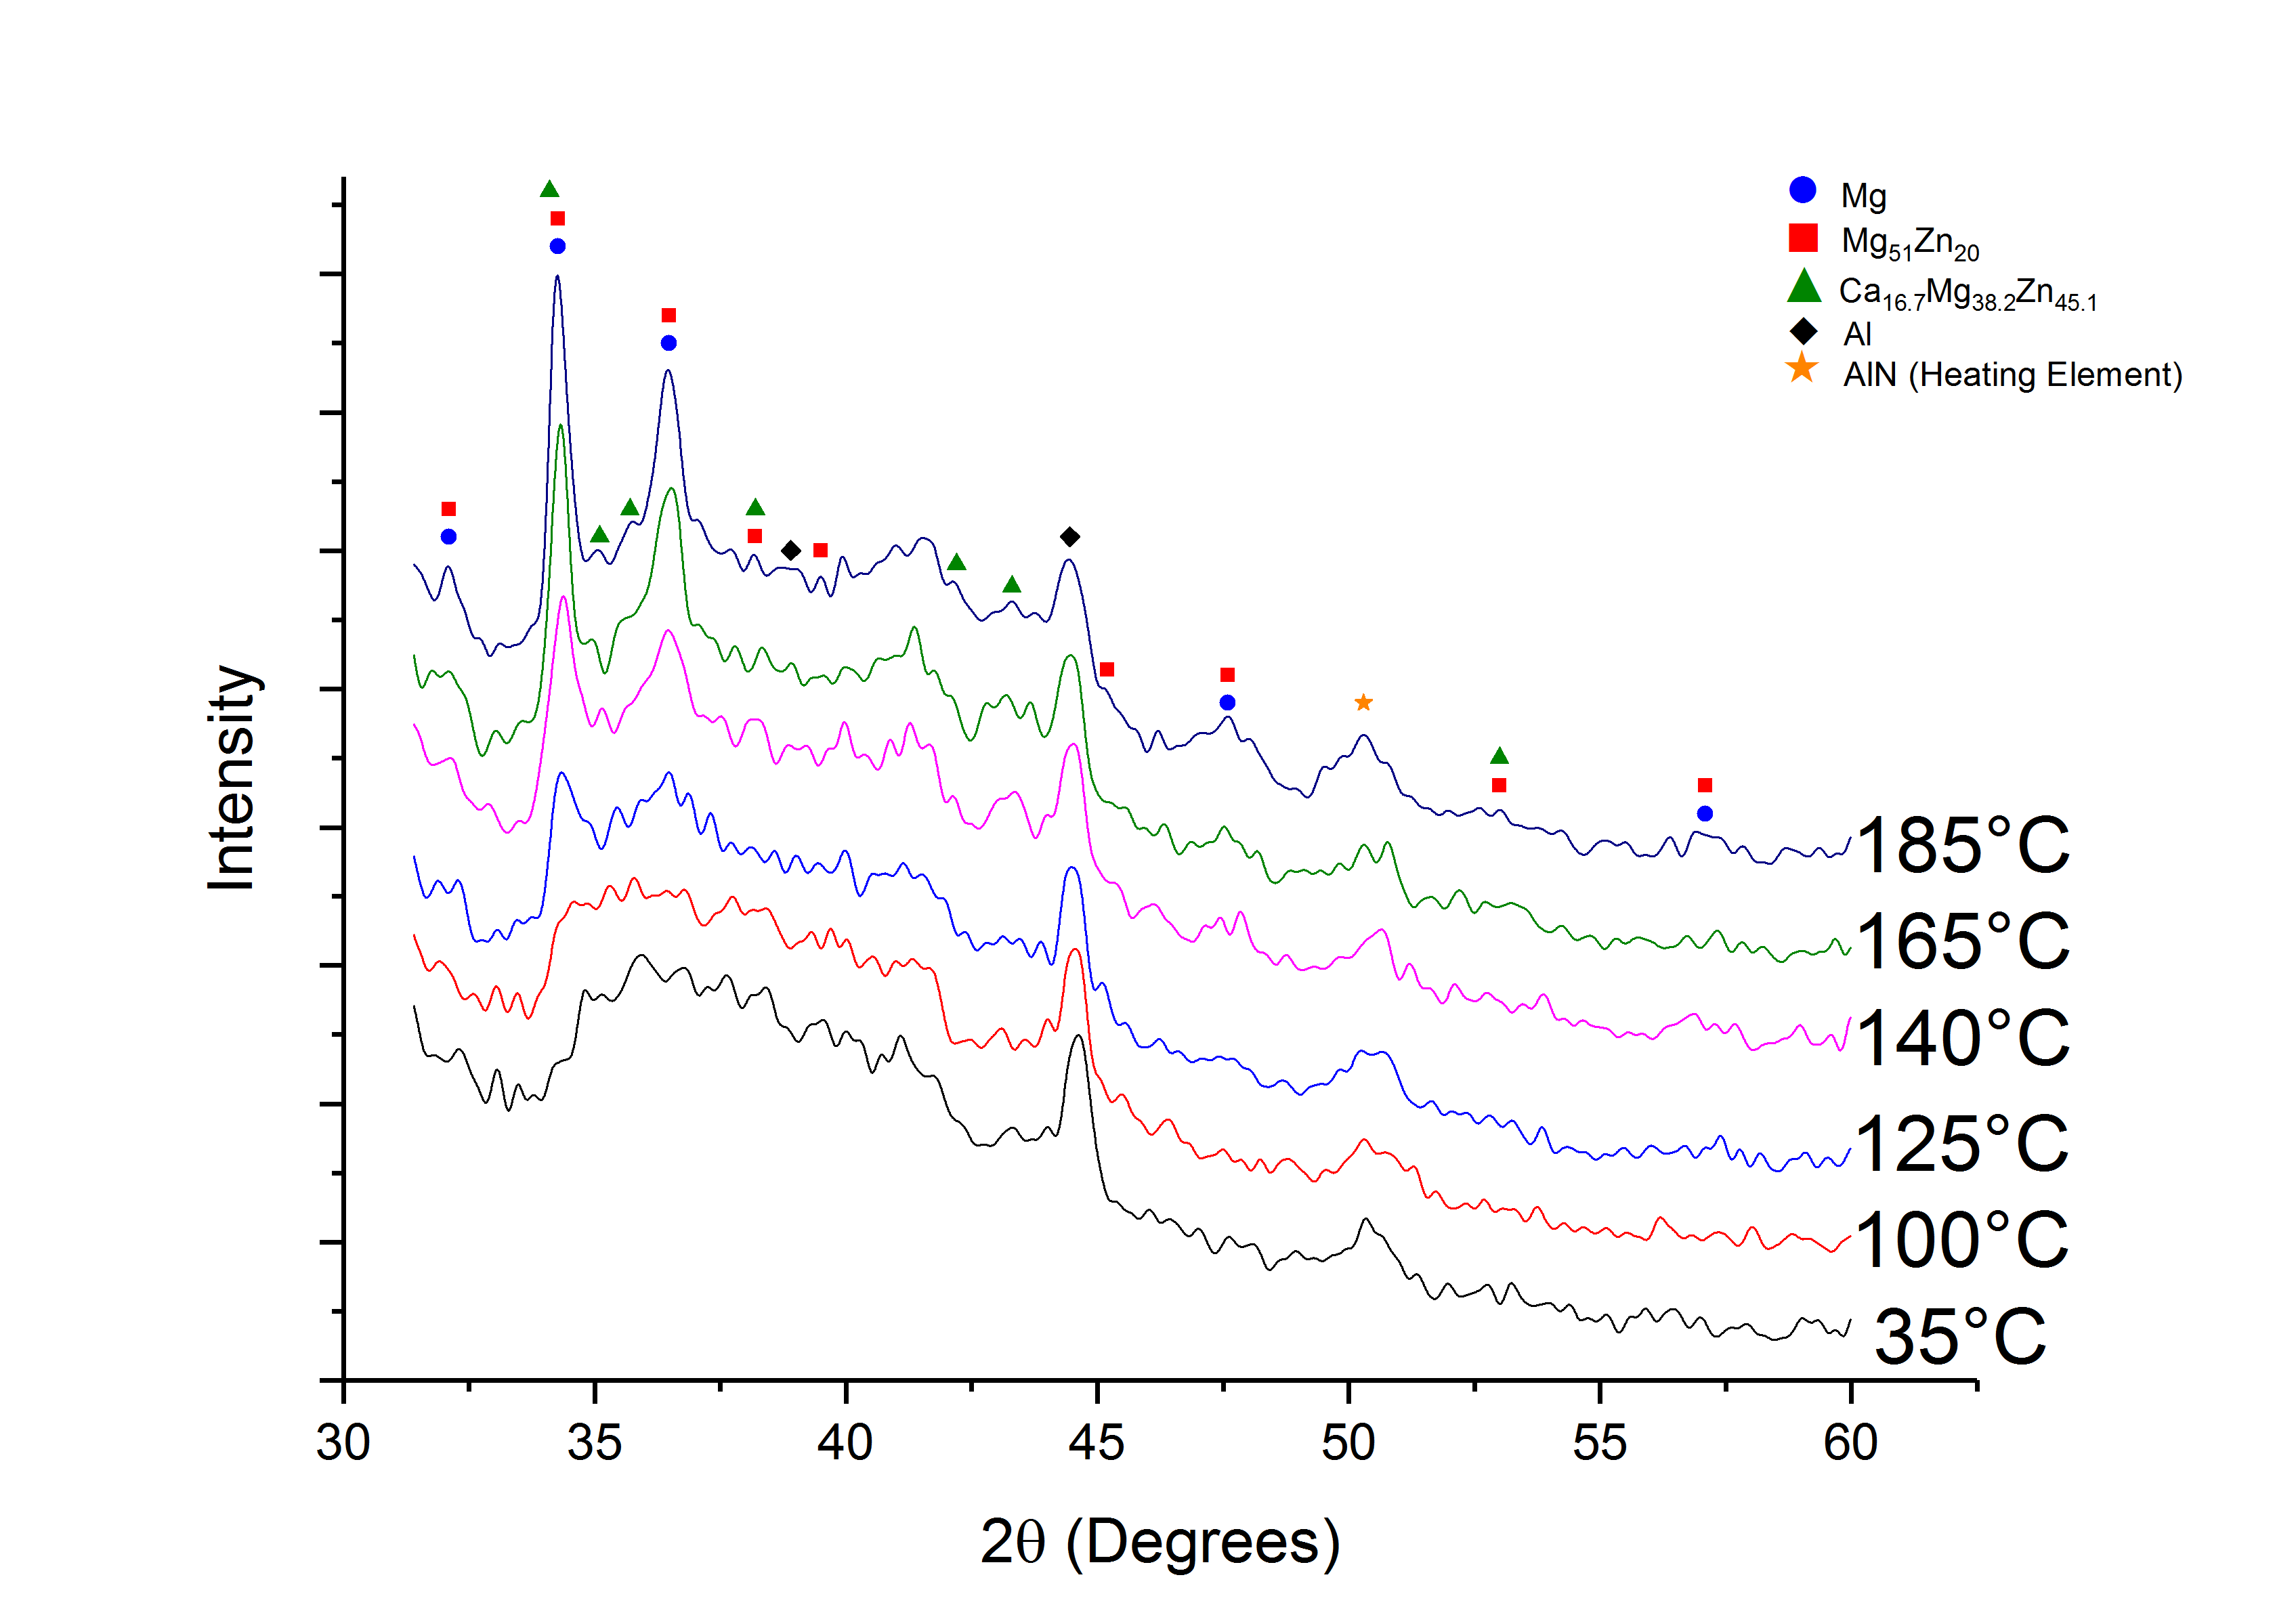 Mg
Mg51Zn20
Ca16.7Mg38.2Zn45.1
Al
AlN (Heating Element)
Intensity
185°C
165°C
140°C
125°C
100°C
35°C
30 35 40 45 50 55 60
2θ (Degrees)